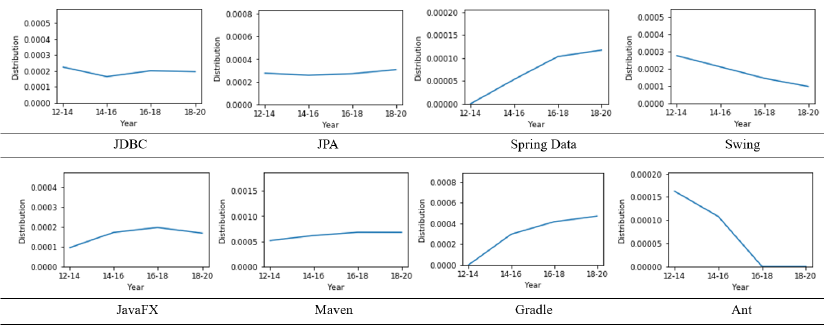 0.0005
0.0004
0.0003
0.0002
0.0001
0.0000
Distribution
12-14 14-16 16-18 18-20
Year
JDBC
0.0008
0.0006
0.0004
0.0002
0.0000
Distribution
12-14 14-16 16-18 18-20
Year
JPA
0.00020
0.00015
0.00010
0.00005
0.00000
Distribution
12-14 14-16 16-18 18-20
Year
Spring Data
0.0005
0.0004
0.0003
0.0002
0.0001
0.0000
Distribution
12-14 14-16 16-18 18-20
Year
Swing
0.0004
0.0003
0.0002
0.0001
0.0000
Distribution
12-14 14-16 16-18 18-20
Year
JavaFX
0.0015
0.0010
0.0005
0.0000
Distribution
12-14 14-16 16-18 18-20
Year
Maven
0.0008
0.0006
0.0004
0.0002
0.0000
Distribution
12-14 14-16 16-18 18-20
Year
Gradle
0.00020
0.00015
0.00010
0.00005
0.00000
Distribution
12-14 14-16 16-18 18-20
Year
Ant